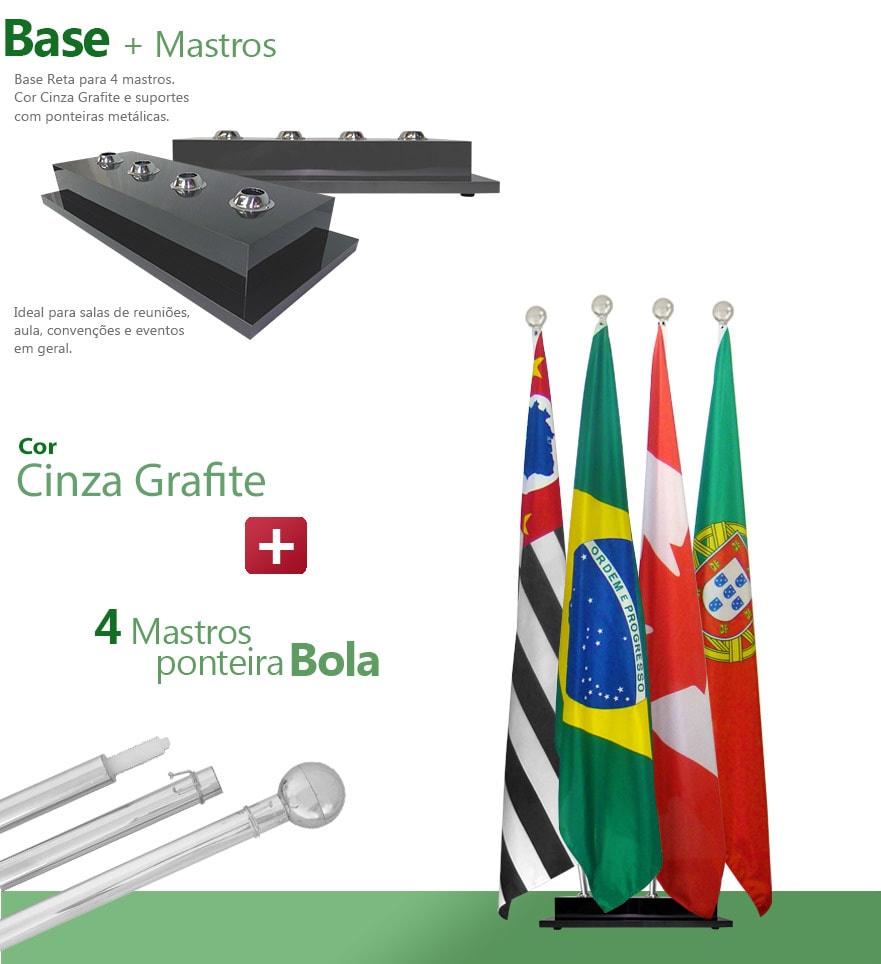 Base + Mastros
Base Reta para 4 mastros.
Cor Cinza Grafite e suportes
com ponteiras metálicas.
Ideal para salas de reuniões,
aula, convenções e eventos
em geral.
Cor
Cinza Grafite
4 Mastros
ponteira Bola
ORDEM E PROGRESSO